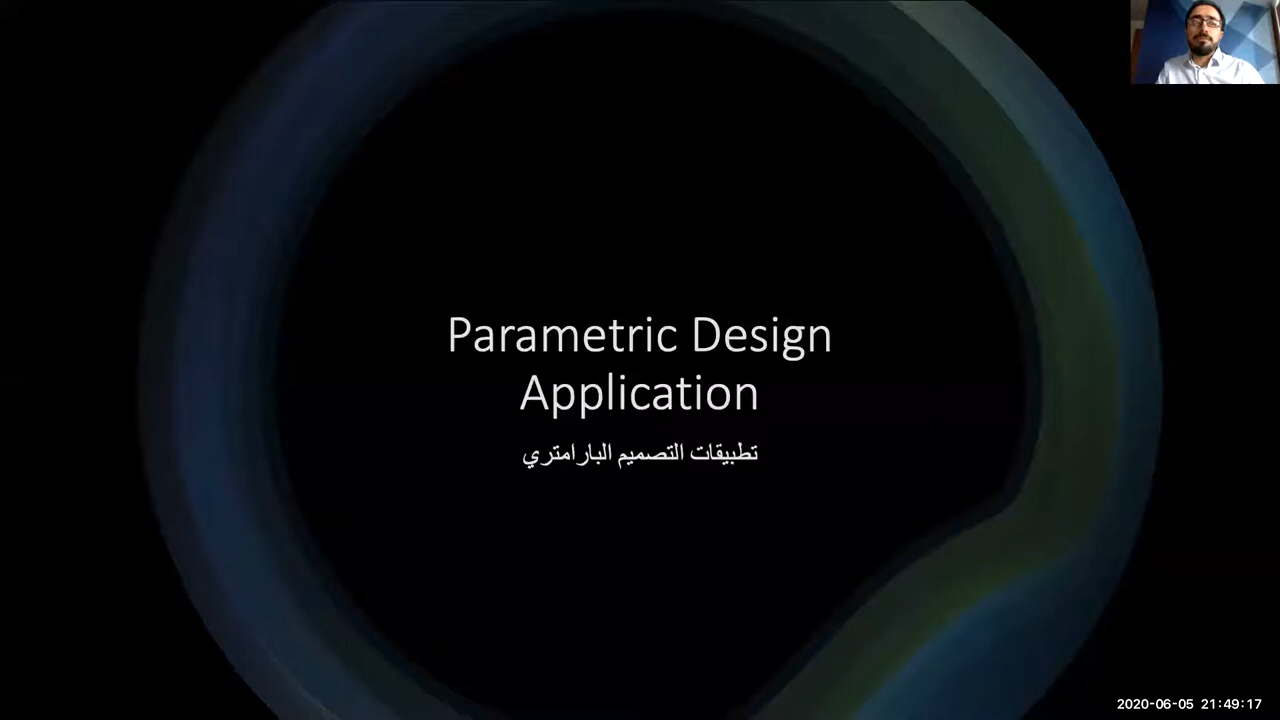 Parametric Design
Application
تطبيقات التصميم البارامتري
2020-06-05 21:49:17